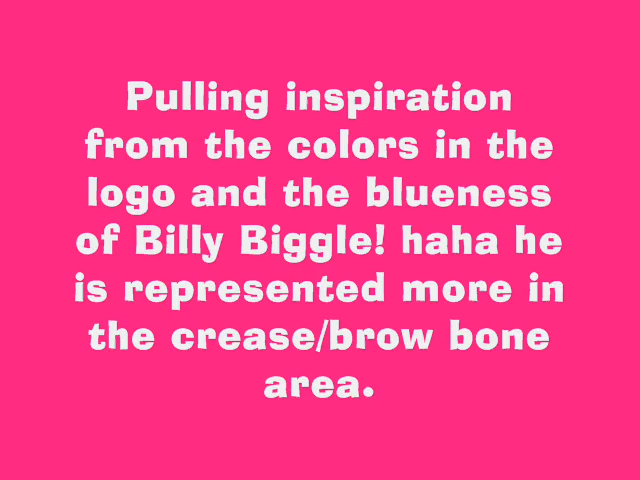 Pulling inspiration
from the colors in the
logo and the blueness
of Billy Biggle! haha he
is represented more in
the crease/brow bone
area.